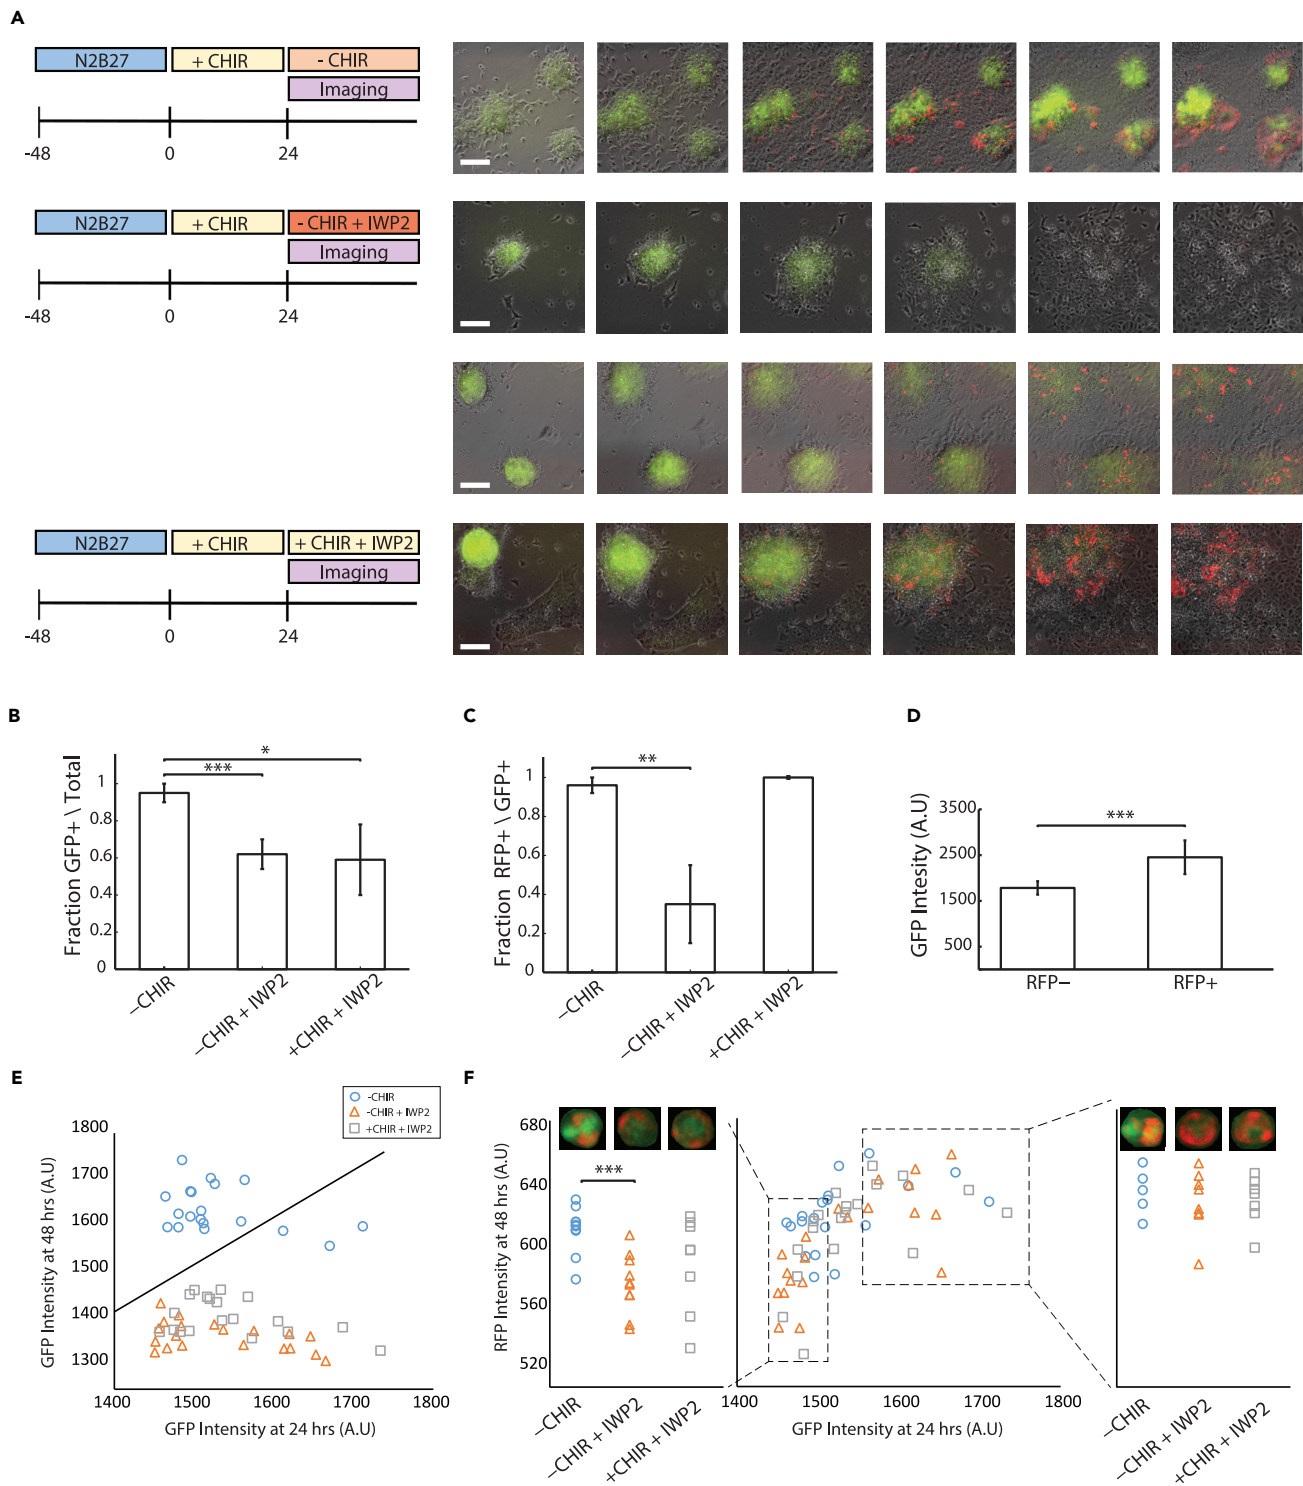 A
N2B27
+ CHIR
- CHIR
Imaging
-48
0
24
N2B27
+ CHIR
- CHIR + IWP2
Imaging
-48
0
24
N2B27
+ CHIR
+ CHIR + IWP2
Imaging
-48
0
24
B
Fraction GFP+ \ Total
1
0.8
0.6
0.4
0.2
0
*
***
–CHIR
–CHIR + IWP2
+CHIR + IWP2
C
Fraction RFP+ \ GFP+
1
0.8
0.6
0.4
0.2
0
**
–CHIR
–CHIR + IWP2
+CHIR + IWP2
D
GFP Intesity (A.U)
3500
2500
1500
500
***
RFP–
RFP+
E
-CHIR
-CHIR + IWP2
+CHIR + IWP2
GFP Intensity at 48 hrs (A.U)
1800
1700
1600
1500
1400
1300
1400
1500
1600
1700
1800
GFP Intensity at 24 hrs (A.U)
F
RFP Intensity at 48 hrs (A.U)
680
640
600
560
520
***
–CHIR
–CHIR + IWP2
+CHIR + IWP2
1400
1500
1600
1700
1800
GFP Intensity at 24 hrs (A.U)
–CHIR
–CHIR + IWP2
+CHIR + IWP2